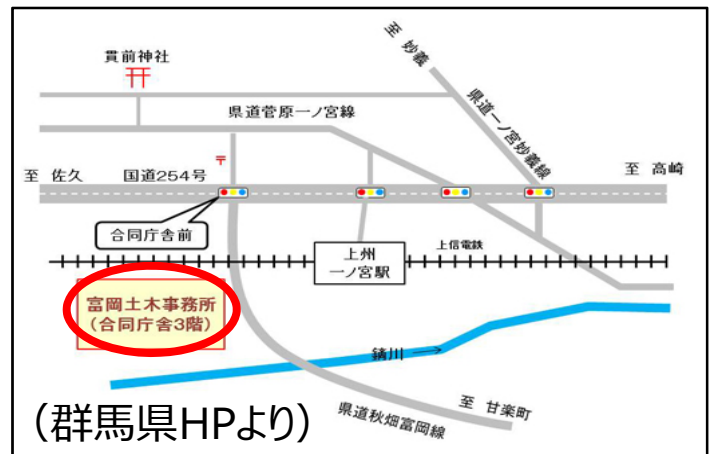 至 妙義
貫前神社
県道菅原一ノ宮線
県道一ノ宮妙義線
〒
至 佐久
国道254号
至 高崎
合同庁舎前
上州
一ノ宮駅
上信電鉄
富岡土木事務所
(合同庁舎3階)
鏑川
→
至 甘楽町
県道秋畑富岡線
(群馬県HPより)